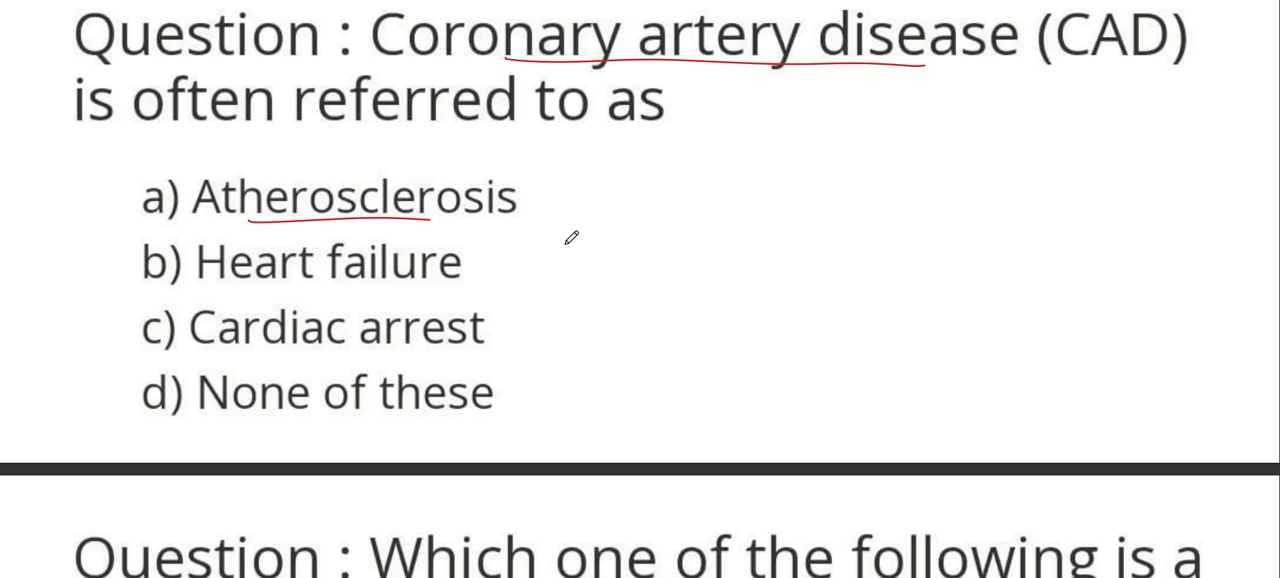 Question : Coronary artery disease (CAD)
is often referred to as
a) Atherosclerosis
b) Heart failure
c) Cardiac arrest
d) None of these
Question : Which one of the following is a